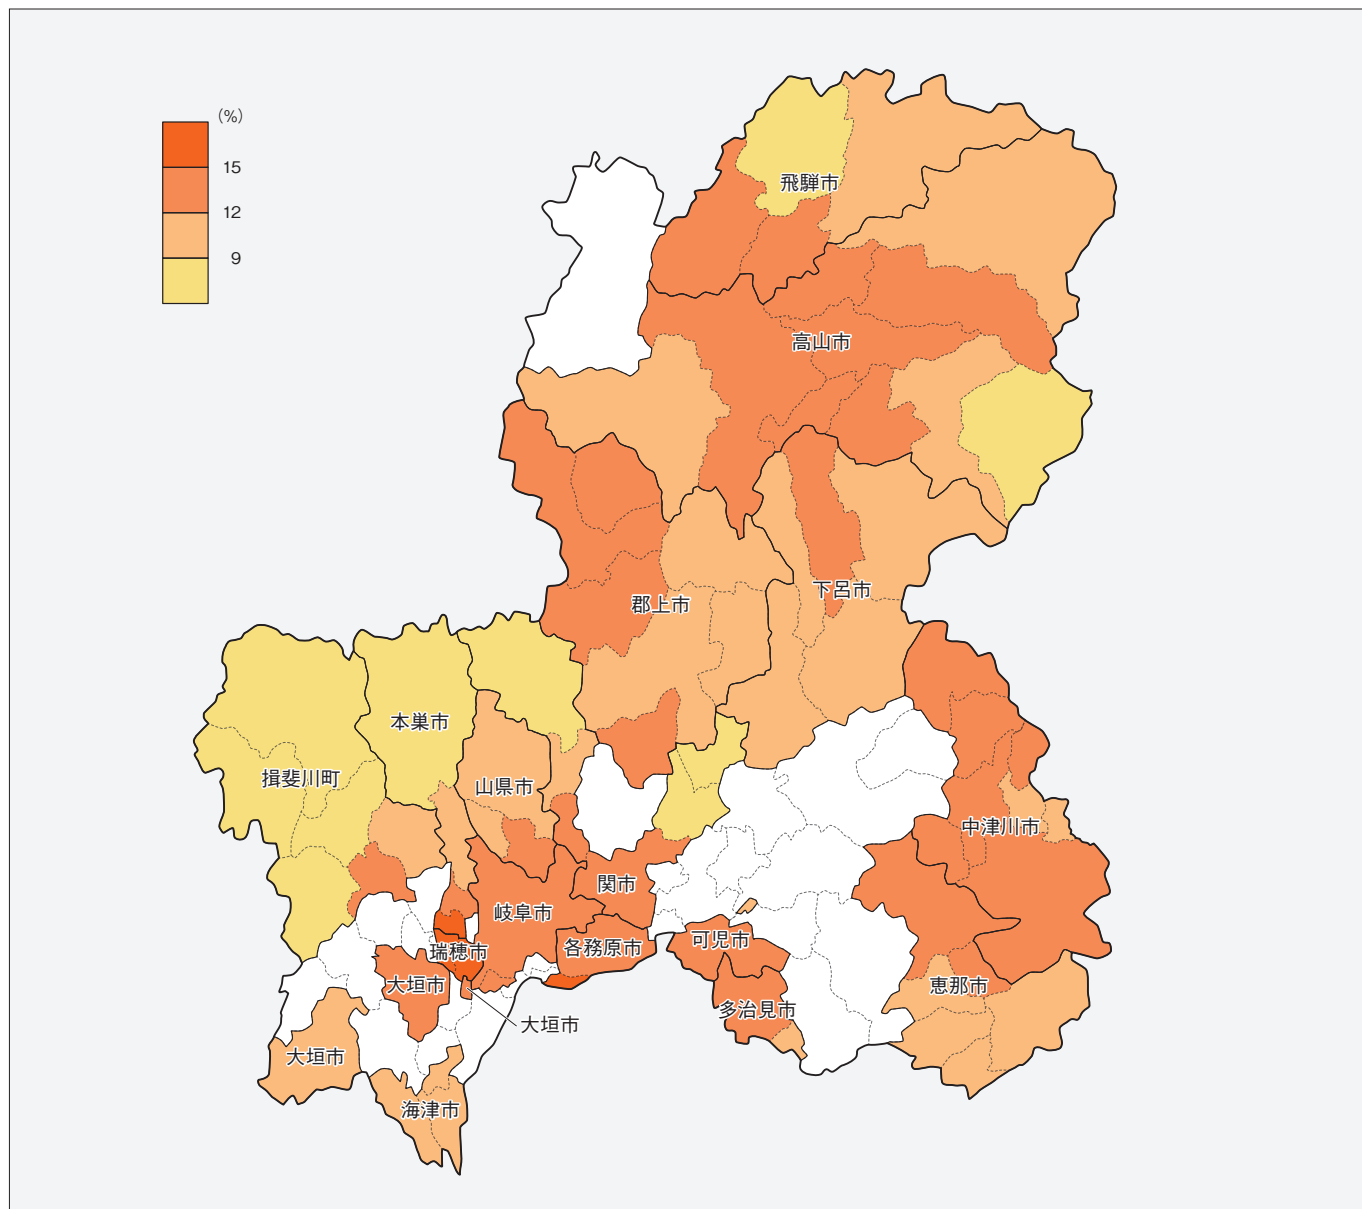 (%)
15
12
9
飛騨市
高山市
下呂市
郡上市
本巣市
揖斐川町
山県市
中津川市
関市
岐阜市
可児市
各務原市
瑞穂市
大垣市
恵那市
多治見市
大垣市
大垣市
海津市